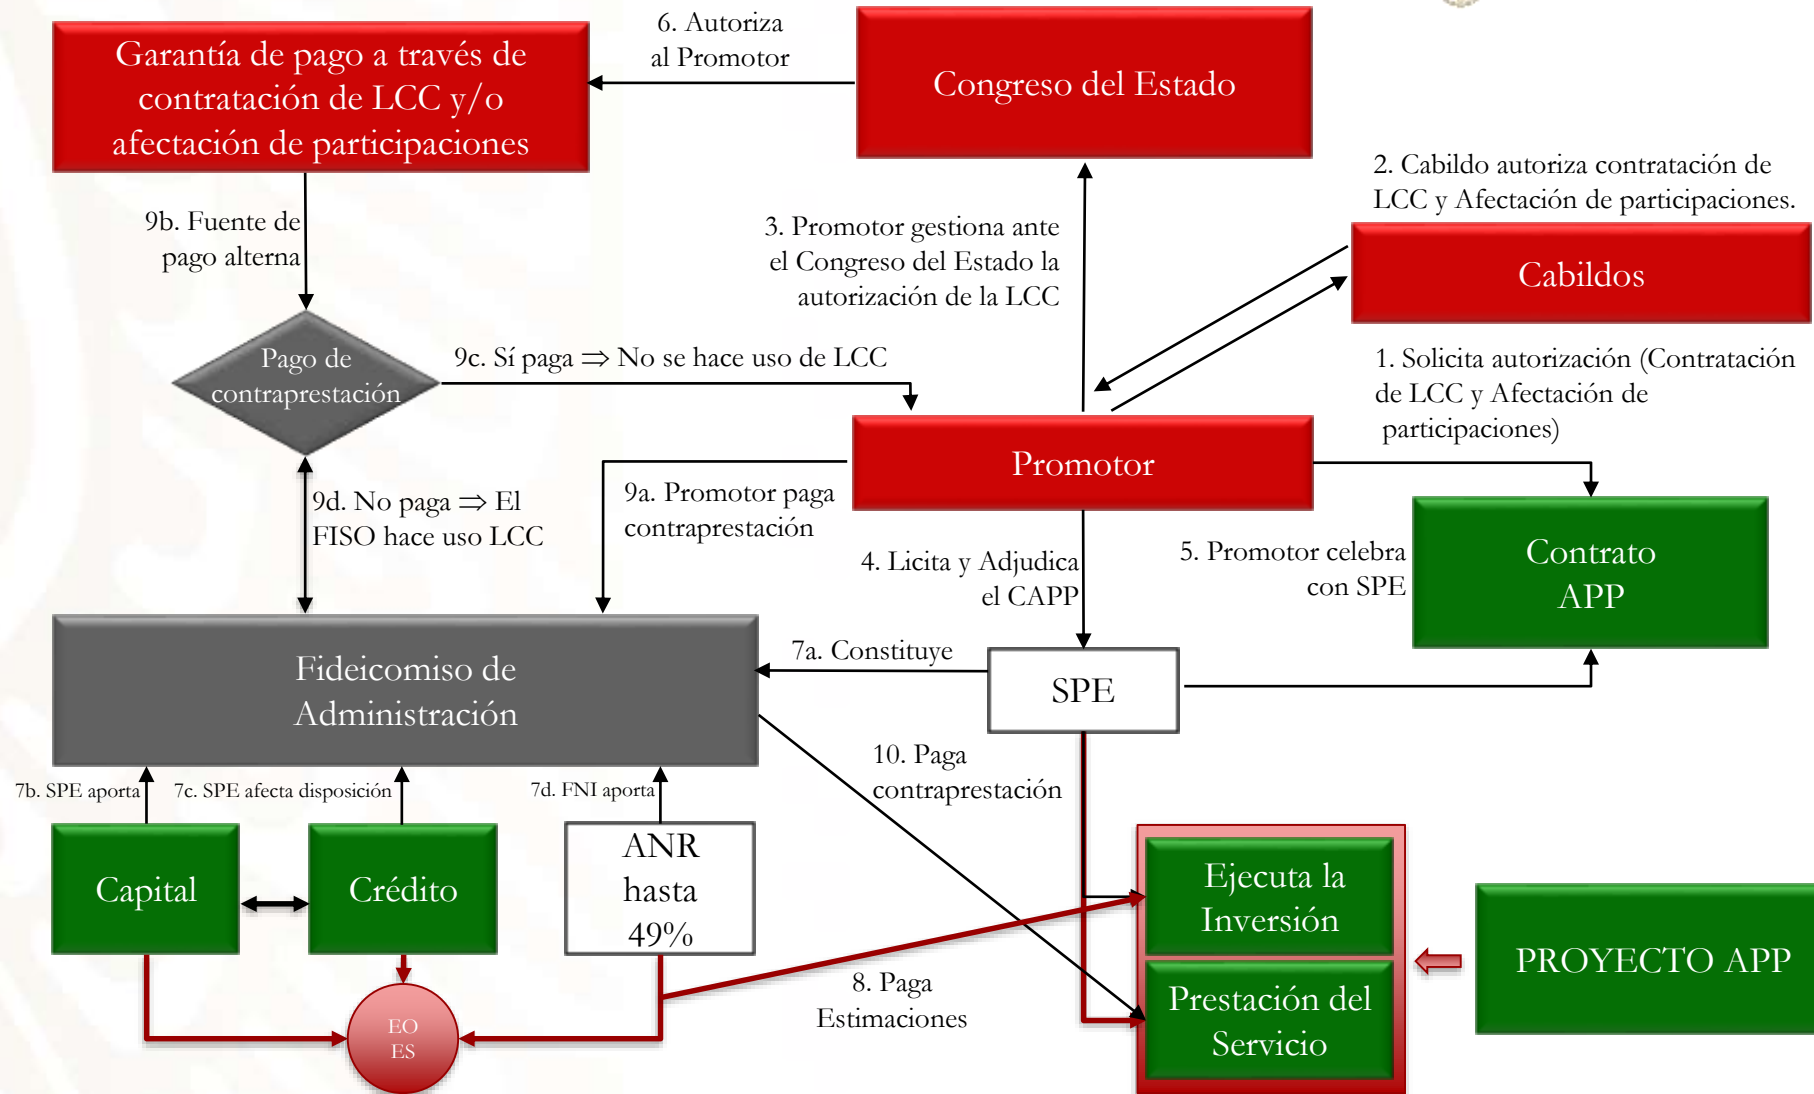 6. Autoriza
al Promotor
Garantía de pago a través de
contratación de LCC y/o
afectación de participaciones
Congreso del Estado
2. Cabildo autoriza contratación de
LCC y Afectación de participaciones.
9b. Fuente de
pago alterna
3. Promotor gestiona ante
el Congreso del Estado la
autorización de la LCC
Cabildos
Pago de
contraprestación
9c. Sí paga ⇒ No se hace uso de LCC
1. Solicita autorización (Contratación
de LCC y Afectación de
participaciones)
Promotor
9d. No paga ⇒ El
FISO hace uso LCC
9a. Promotor paga
contraprestación
4. Licita y Adjudica
el CAPP
5. Promotor celebra
con SPE
Contrato
APP
Fideicomiso de
Administración
7a. Constituye
SPE
10. Paga
contraprestación
7b. SPE aporta
7c. SPE afecta disposición
7d. FNI aporta
Capital
Crédito
ANR
hasta
49%
Ejecuta la
Inversión
PROYECTO APP
8. Paga
Estimaciones
Prestación del
Servicio
EO
ES